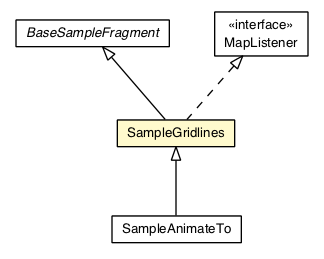 BaseSampleFragment
«interface»
MapListener
SampleGridlines
SampleAnimateTo